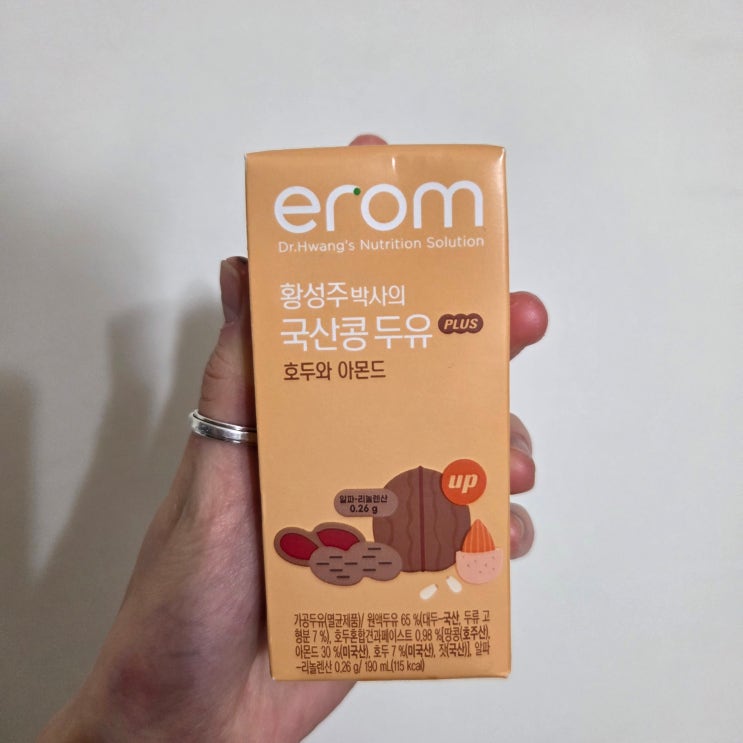 erom
Dr.Hwang's Nutrition Solution
황성주 박사의
국산콩 두유 PLUS
호두와 아몬드
up
알파-리놀렌산
0.26 g
가공두유(멸균제품)/ 원액두유 65 %(대두-국산, 두류 고
형분 7 %), 호두혼합견과페이스트 0.98 %[땅콩(호주산),
아몬드 30 %(미국산), 호두 7 %(미국산), 잣(국산)], 알파
-리놀렌산 0.26 g/ 190 mL(115 kcal)